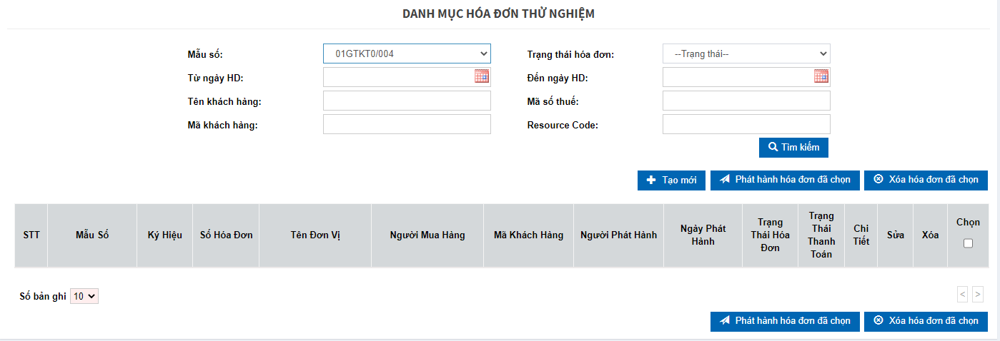 DANH MỤC HÓA ĐƠN THỬ NGHIỆM
Mẫu số: 01GTKT0/004 Trạng thái hóa đơn: --Trạng thái--
Từ ngày HD: Đến ngày HD:
Tên khách hàng: Mã số thuế:
Mã khách hàng: Resource Code:
Tìm kiếm
Tạo mới Phát hành hóa đơn đã chọn Xóa hóa đơn đã chọn
STT Mẫu Số Ký Hiệu Số Hóa Đơn Tên Đơn Vị Người Mua Hàng Mã Khách Hàng Người Phát Hành Ngày Phát Hành Trạng Thái Hóa Đơn Trạng Thái Thanh Toán Chi Tiết Sửa Xóa Chọn
Số bản ghi 10 < >
Phát hành hóa đơn đã chọn Xóa hóa đơn đã chọn